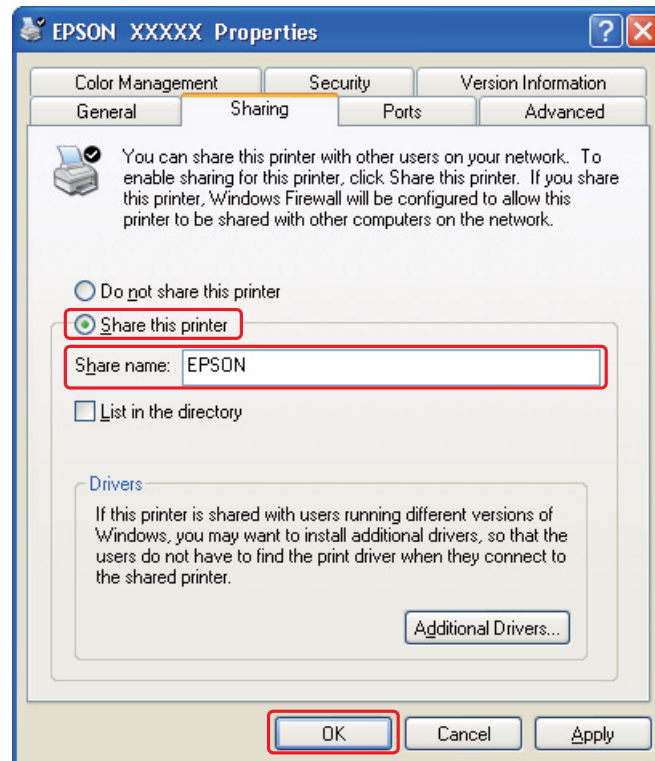 EPSON XXXXX Properties
Color Management Security Version Information
General Sharing Ports Advanced
You can share this printer with other users on your network. To
enable sharing for this printer, click Share this printer. If you share
this printer, Windows Firewall will be configured to allow this
printer to be shared with other computers on the network.
Do not share this printer
Share this printer
Share name: EPSON
List in the directory
Drivers
If this printer is shared with users running different versions of
Windows, you may want to install additional drivers, so that the
users do not have to find the print driver when they connect to
the shared printer.
Additional Drivers...
OK Cancel Apply